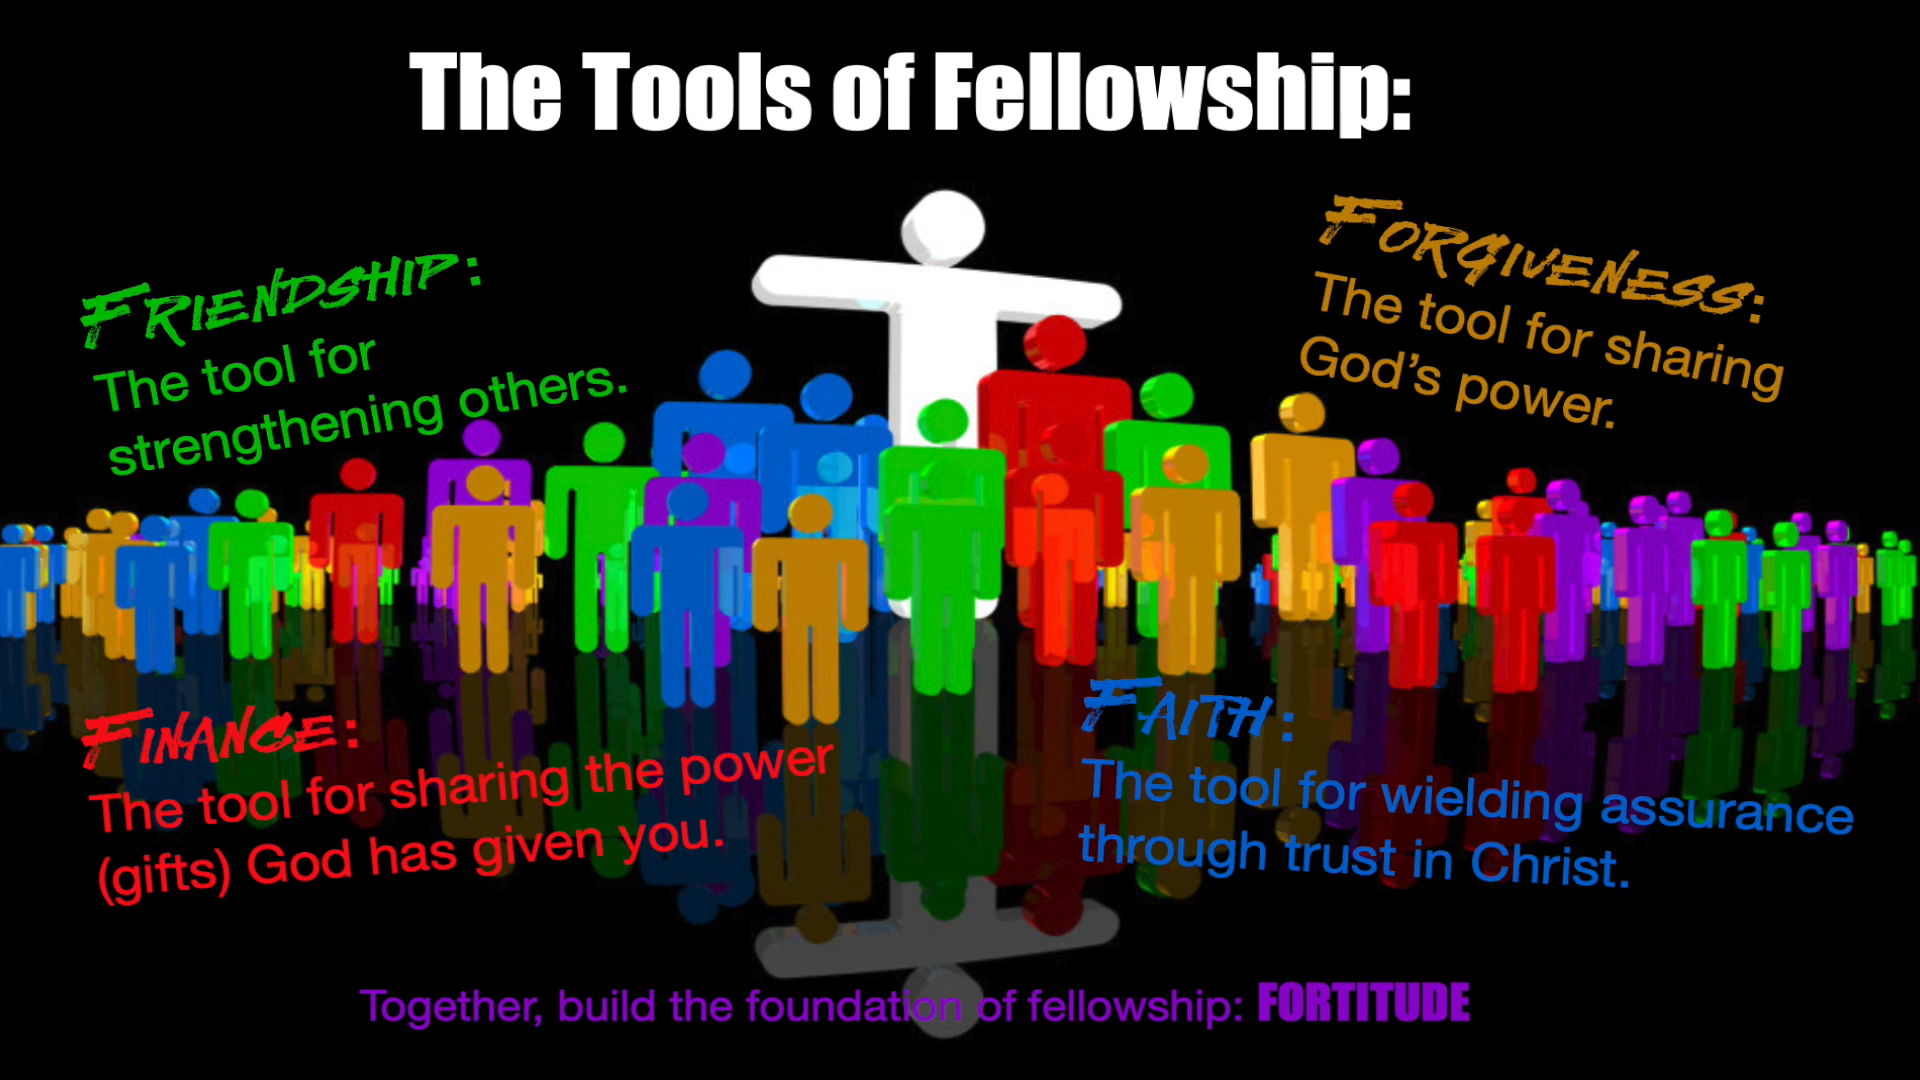 The Tools of Fellowship:
FRIENDSHIP:
The tool for
strengthening others.
FORGIVENESS:
The tool for sharing
God's power.
FINANCE:
The tool for sharing the power
(gifts) God has given you.
FAITH:
The tool for wielding assurance
through trust in Christ.
Together, build the foundation of fellowship: FORTITUDE